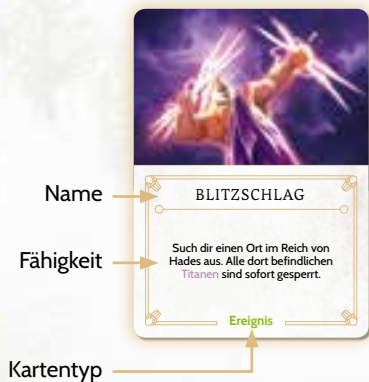 Name
BLITZSCHLAG
Fähigkeit
Such dir einen Ort im Reich von
Hades aus. Alle dort befindlichen
Titanen sind sofort gesperrt.
Ereignis
Kartentyp